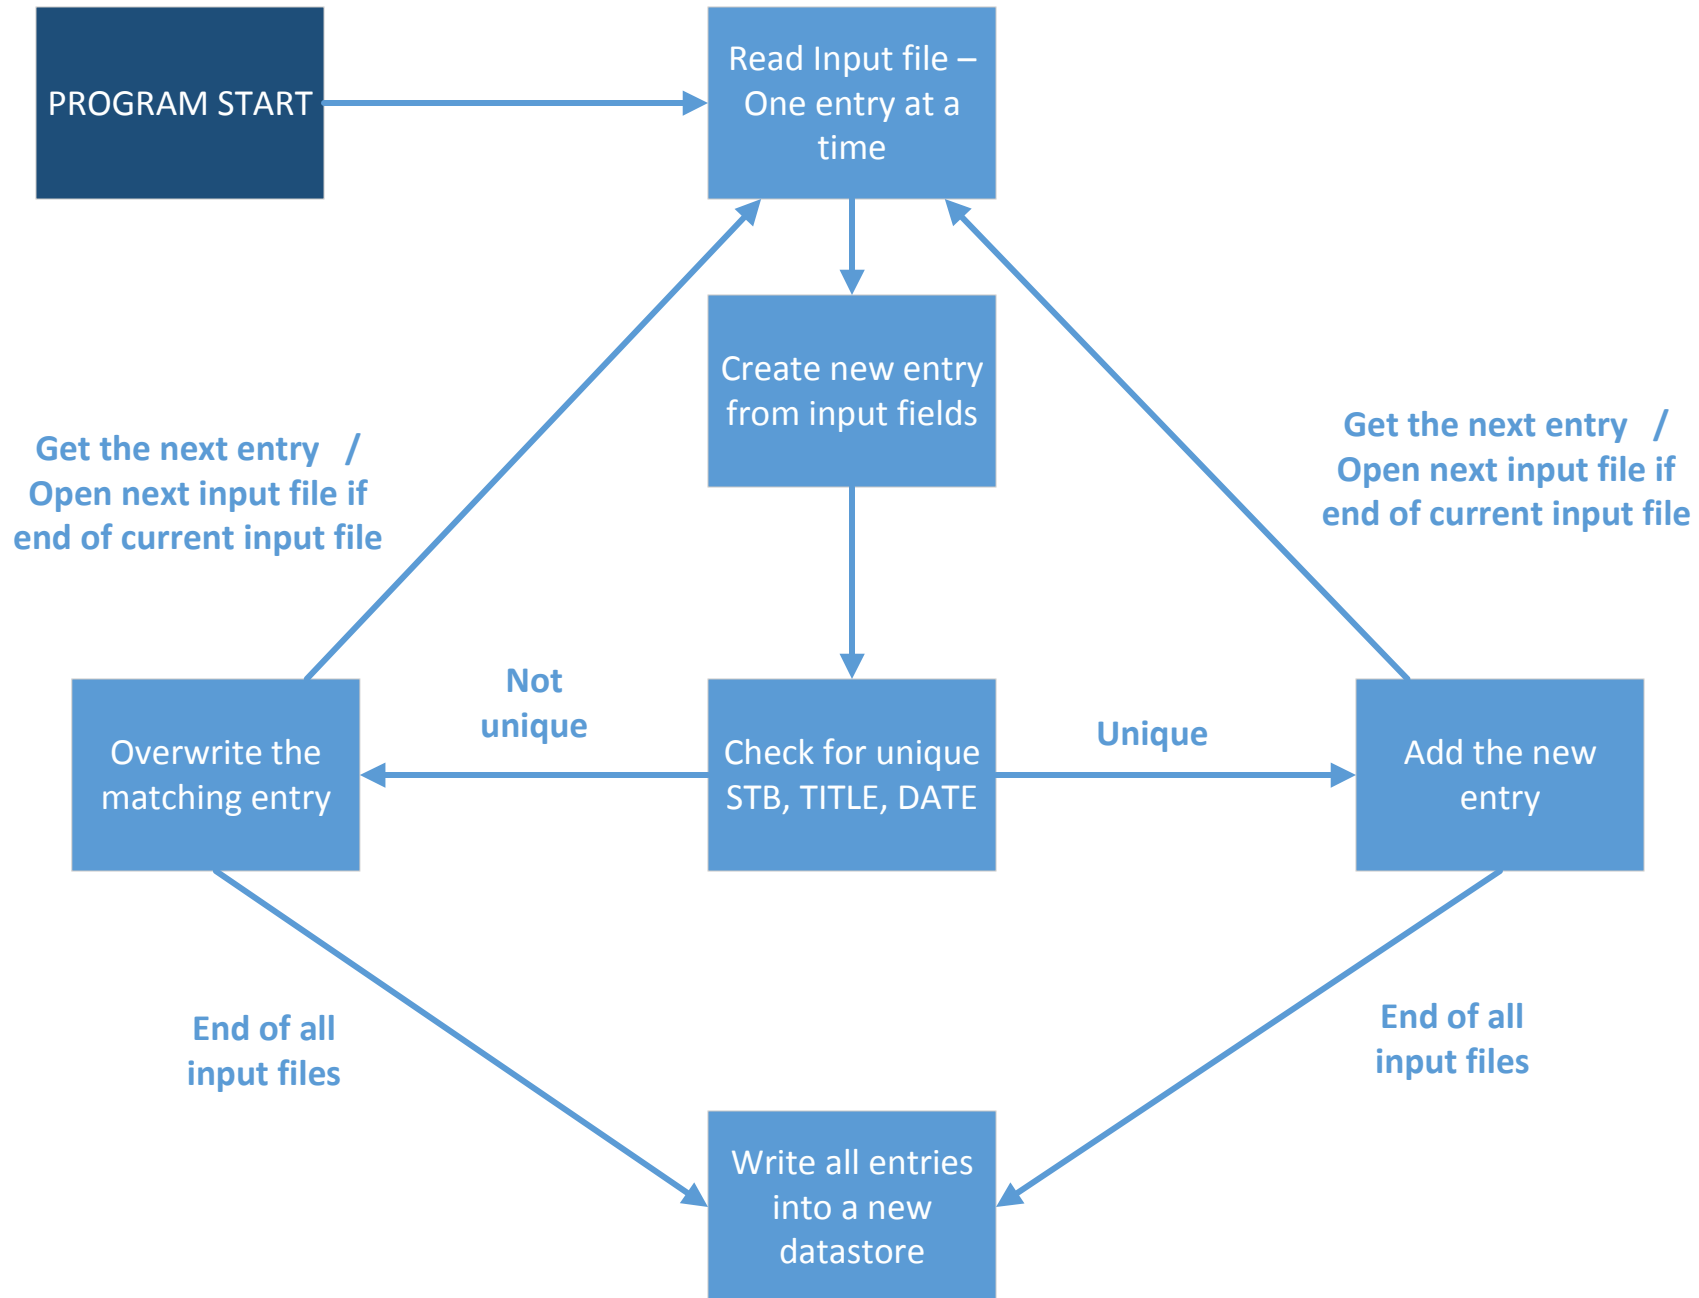 PROGRAM START
Read Input file –
One entry at a
time
Create new entry
from input fields
Get the next entry /
Open next input file if
end of current input file
Get the next entry /
Open next input file if
end of current input file
Not
unique
Unique
Overwrite the
matching entry
Check for unique
STB, TITLE, DATE
Add the new
entry
End of all
input files
End of all
input files
Write all entries
into a new
datastore